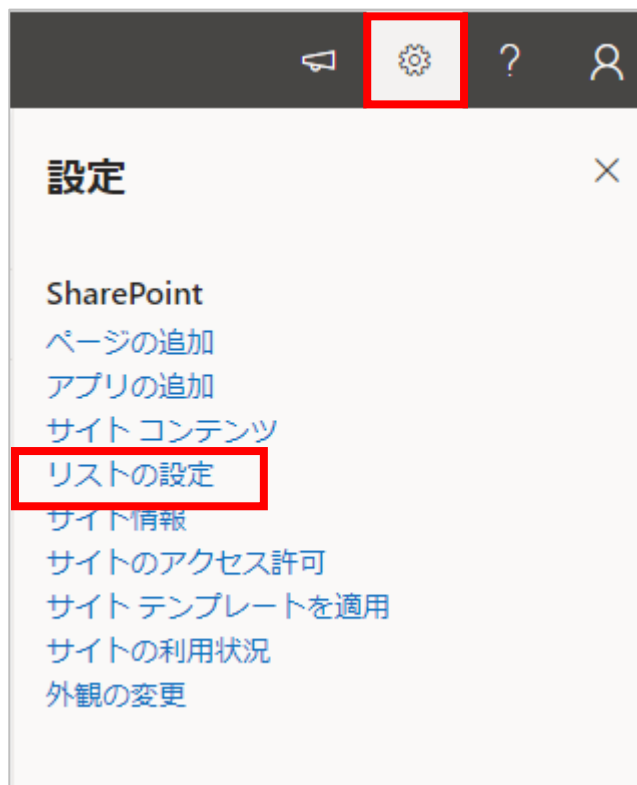 ?
設定
SharePoint
ページの追加
アプリの追加
サイト コンテンツ
リストの設定
サイト情報
サイトのアクセス許可
サイト テンプレートを適用
サイトの利用状況
外観の変更